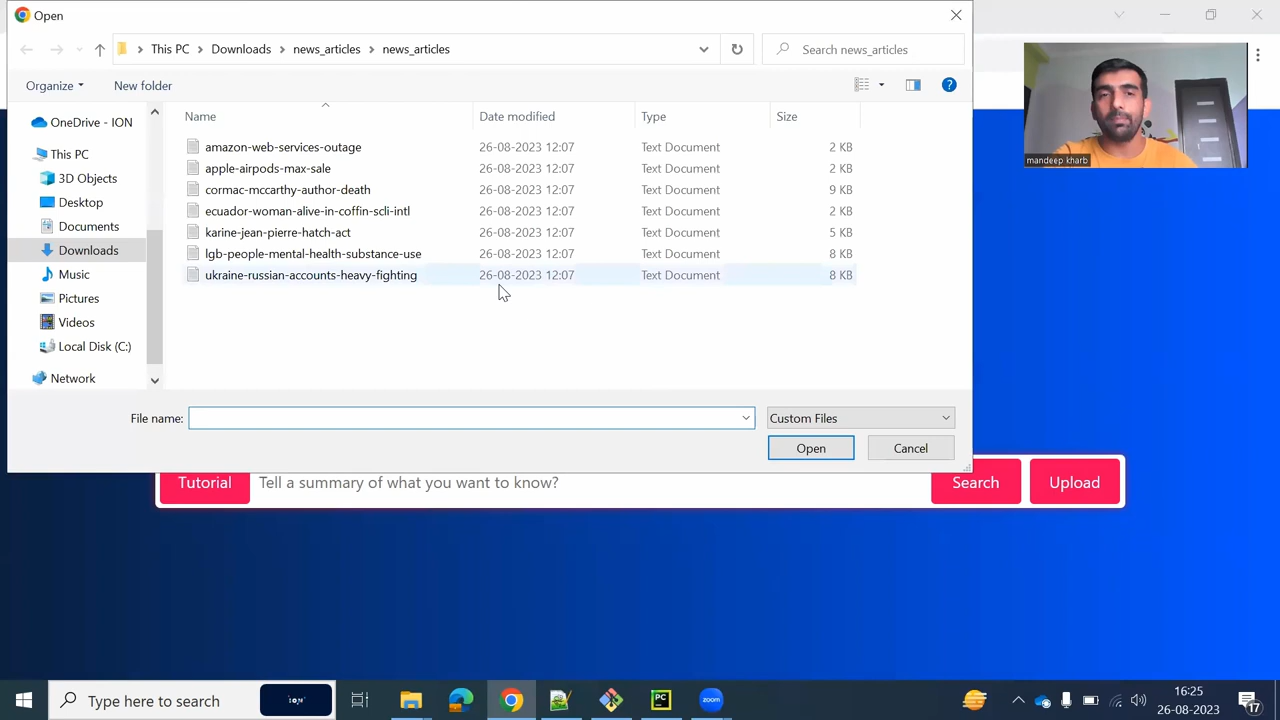 Open
This PC > Downloads > news_articles > news_articles
Search news_articles
Organize
New folder
Name Date modified Type Size
OneDrive - ION
This PC
3D Objects
Desktop
Documents
Downloads
Music
Pictures
Videos
Local Disk (C:)
Network
amazon-web-services-outage 26-08-2023 12:07 Text Document 2 KB
apple-airpods-max-sale 26-08-2023 12:07 Text Document 2 KB
cormac-mccarthy-author-death 26-08-2023 12:07 Text Document 9 KB
ecuador-woman-alive-in-coffin-scli-intl 26-08-2023 12:07 Text Document 2 KB
karine-jean-pierre-hatch-act 26-08-2023 12:07 Text Document 5 KB
lgb-people-mental-health-substance-use 26-08-2023 12:07 Text Document 8 KB
ukraine-russian-accounts-heavy-fighting 26-08-2023 12:07 Text Document 8 KB
File name:
Custom Files
Open
Cancel
mandeep kharb
Tutorial
Tell a summary of what you want to know?
Search
Upload
Type here to search
ION
PC
zoom
16:25
26-08-2023
17